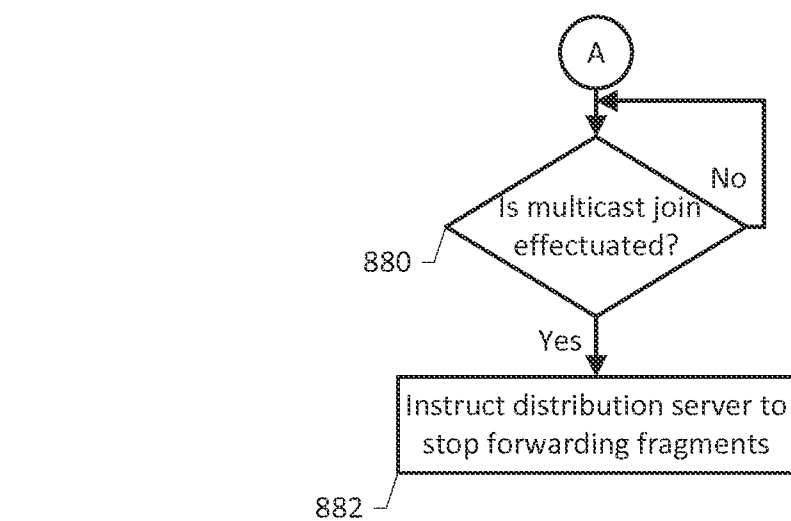 A
No
Is multicast join
effectuated?
880
Yes
Instruct distribution server to
stop forwarding fragments
882